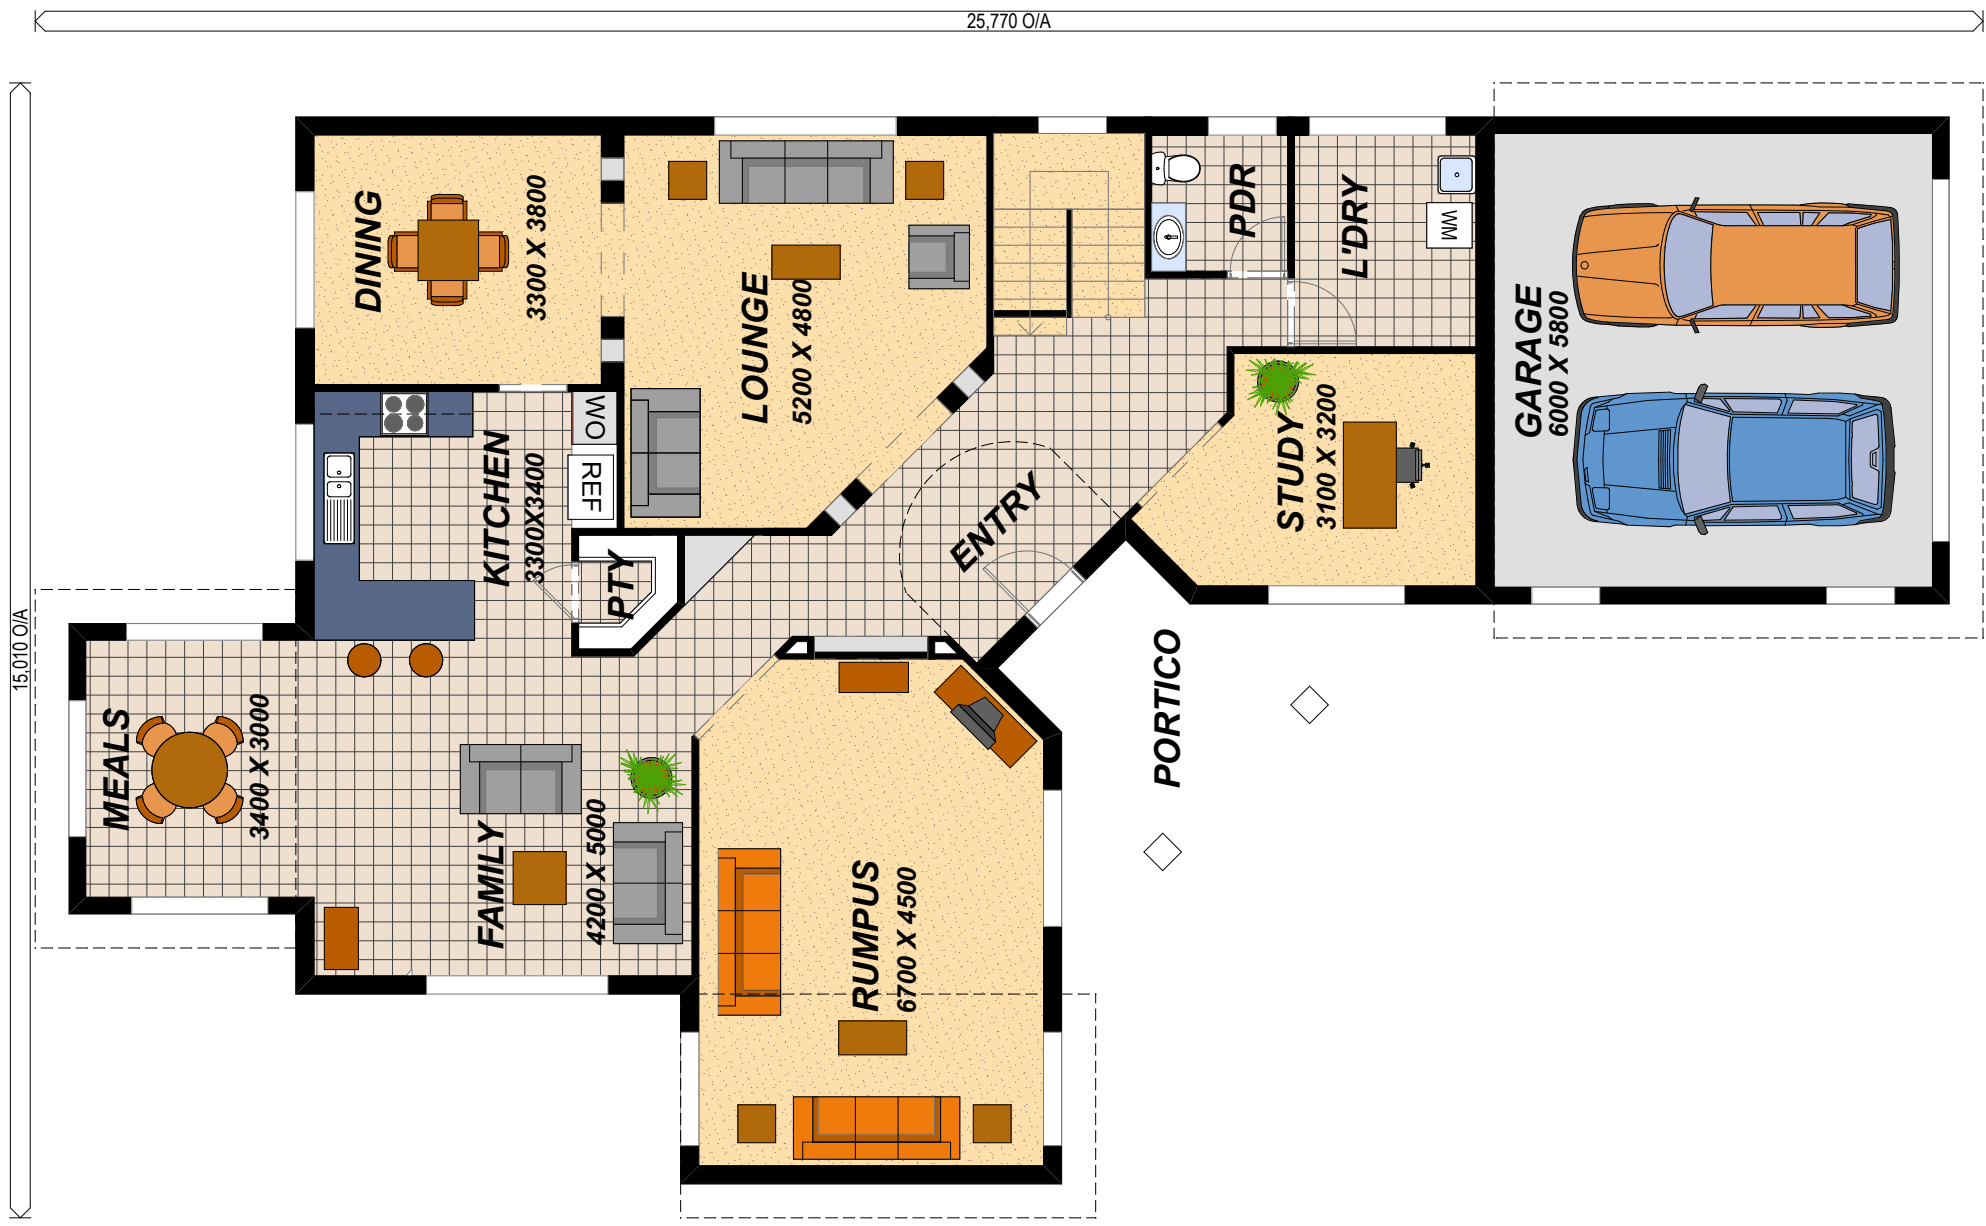 25,770 O/A
15,010 O/A
DINING
3300 X 3800
LOUNGE
5200 X 4800
PDR
L'DRY
WM
GARAGE
6000 X 5800
KITCHEN
3300X3400
WO
REF
PTY
ENTRY
STUDY
3100 X 3200
PORTICO
MEALS
3400 X 3000
FAMILY
4200 X 5000
RUMPUS
6700 X 4500